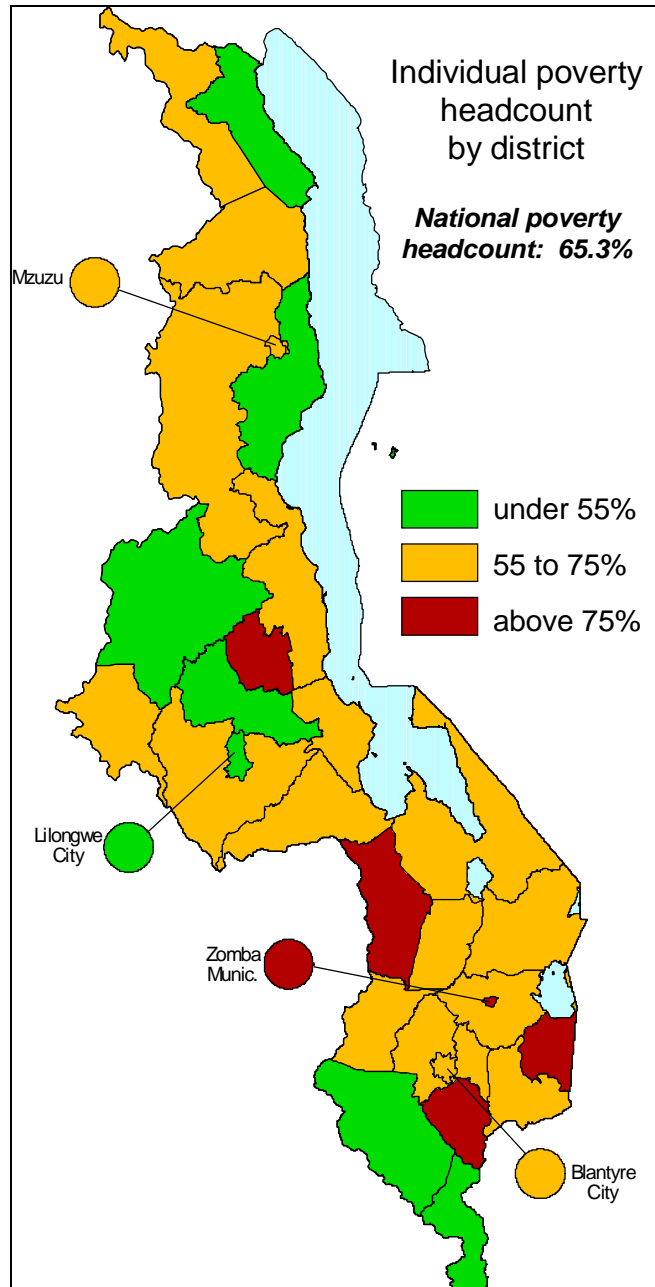 Individual poverty
headcount
by district
National poverty
headcount: 65.3%
Mzuzu
under 55%
55 to 75%
above 75%
Lilongwe
City
Zomba
Munic.
Blantyre
City